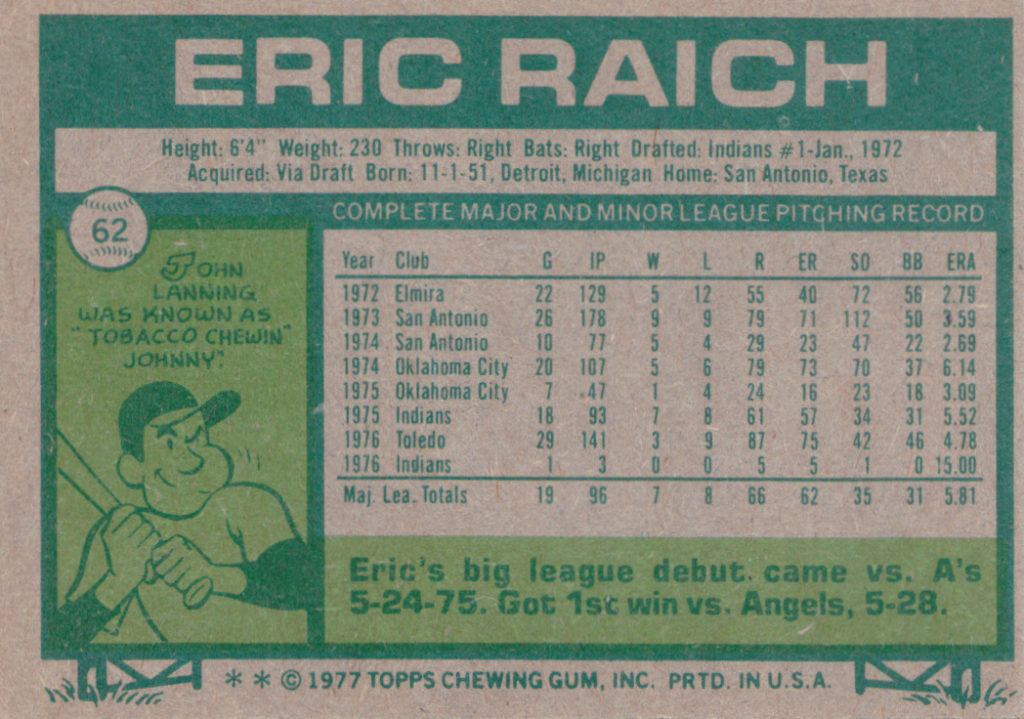 ERIC RAICH
Height: 6'4" Weight: 230 Throws: Right Bats: Right Drafted: Indians #1-Jan., 1972
Acquired: Via Draft Born: 11-1-51, Detroit, Michigan Home: San Antonio, Texas
62
COMPLETE MAJOR AND MINOR LEAGUE PITCHING RECORD
JOHN
LANNING
WAS KNOWN AS
"TOBACCO CHEWIN'
JOHNNY."
Year Club G IP W L R ER SO BB ERA
1972 Elmira 22 129 5 12 55 40 72 56 2.79
1973 San Antonio 26 178 9 9 79 71 112 50 3.59
1974 San Antonio 10 77 5 4 29 23 47 22 2.69
1974 Oklahoma City 20 107 5 6 79 73 70 37 6.14
1975 Oklahoma City 7 47 1 4 24 16 23 18 3.09
1975 Indians 18 93 7 8 61 57 34 31 5.52
1976 Toledo 29 141 3 9 87 75 42 46 4.78
1976 Indians 1 3 0 0 5 5 1 0 15.00
Maj. Lea. Totals 19 96 7 8 66 62 35 31 5.81
Eric's big league debut came vs. A's
5-24-75. Got 1st win vs. Angels, 5-28.
* * © 1977 TOPPS CHEWING GUM, INC. PRTD. IN U.S.A.